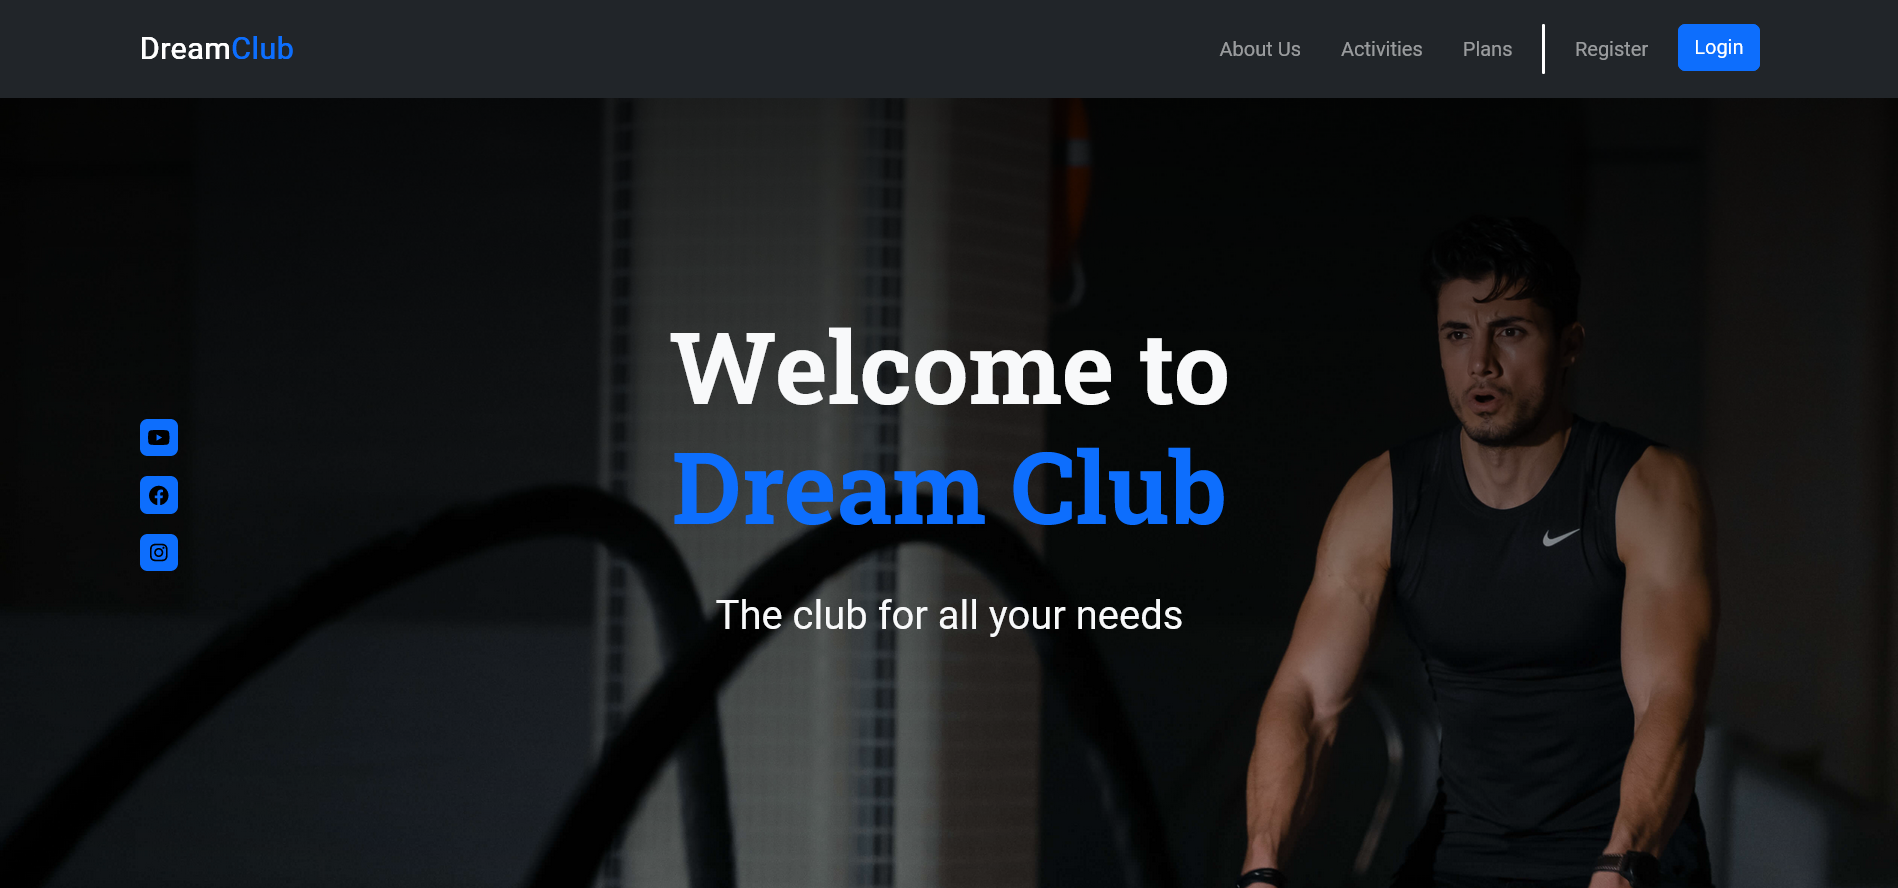 DreamClub
About Us
Activities
Plans
Register
Login
Welcome to
Dream Club
The club for all your needs